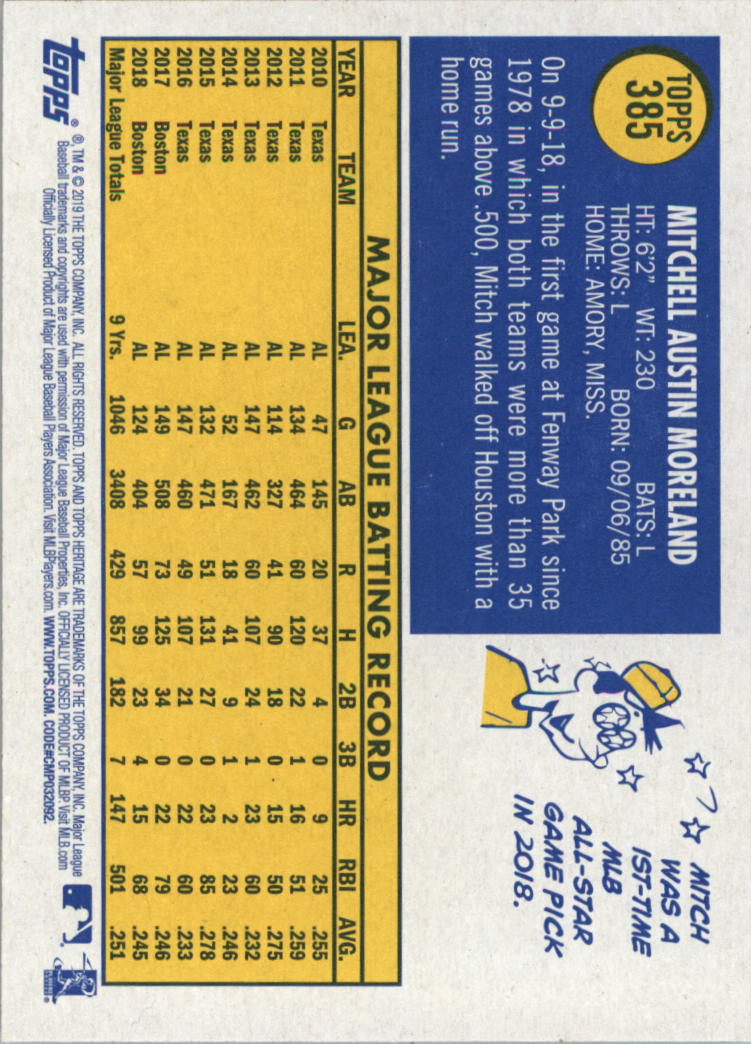 TOPPS
385
MITCHELL AUSTIN MORELAND
HT: 6'2" WT: 230 BATS: L
THROWS: L BORN: 09/06/85
HOME: AMORY, MISS.
On 9-9-18, in the first game at Fenway Park since
1978 in which both teams were more than 35
games above .500, Mitch walked off Houston with a
home run.
MITCH
WAS A
1ST-TIME
MLB
ALL-STAR
GAME PICK
IN 2018.
MAJOR LEAGUE BATTING RECORD
YEAR TEAM LEA. G AB R H 2B 3B HR RBI AVG.
2010 Texas AL 47 145 20 37 4 0 9 25 .255
2011 Texas AL 134 464 60 120 22 1 16 51 .259
2012 Texas AL 114 327 41 90 18 0 15 50 .275
2013 Texas AL 147 462 60 107 24 1 23 60 .232
2014 Texas AL 52 167 18 41 9 1 2 23 .246
2015 Texas AL 132 471 51 131 27 0 23 85 .278
2016 Texas AL 147 460 49 107 21 0 22 60 .233
2017 Boston AL 149 508 73 125 34 0 22 79 .246
2018 Boston AL 124 404 57 99 23 4 15 68 .245
Major League Totals 9 Yrs. 1046 3408 429 857 182 7 147 501 .251
topps® ®, TM & © 2019 THE TOPPS COMPANY, INC. ALL RIGHTS RESERVED. TOPPS AND TOPPS HERITAGE ARE TRADEMARKS OF THE TOPPS COMPANY, INC. Major League
Baseball trademarks and copyrights are used with permission of Major League Baseball Properties, Inc. OFFICIALLY LICENSED PRODUCT OF MLBP. Visit MLB.com
Officially Licensed Product of Major League Baseball Players Association. Visit MLBPlayers.com. WWW.TOPPS.COM. CODE#CMP032092.